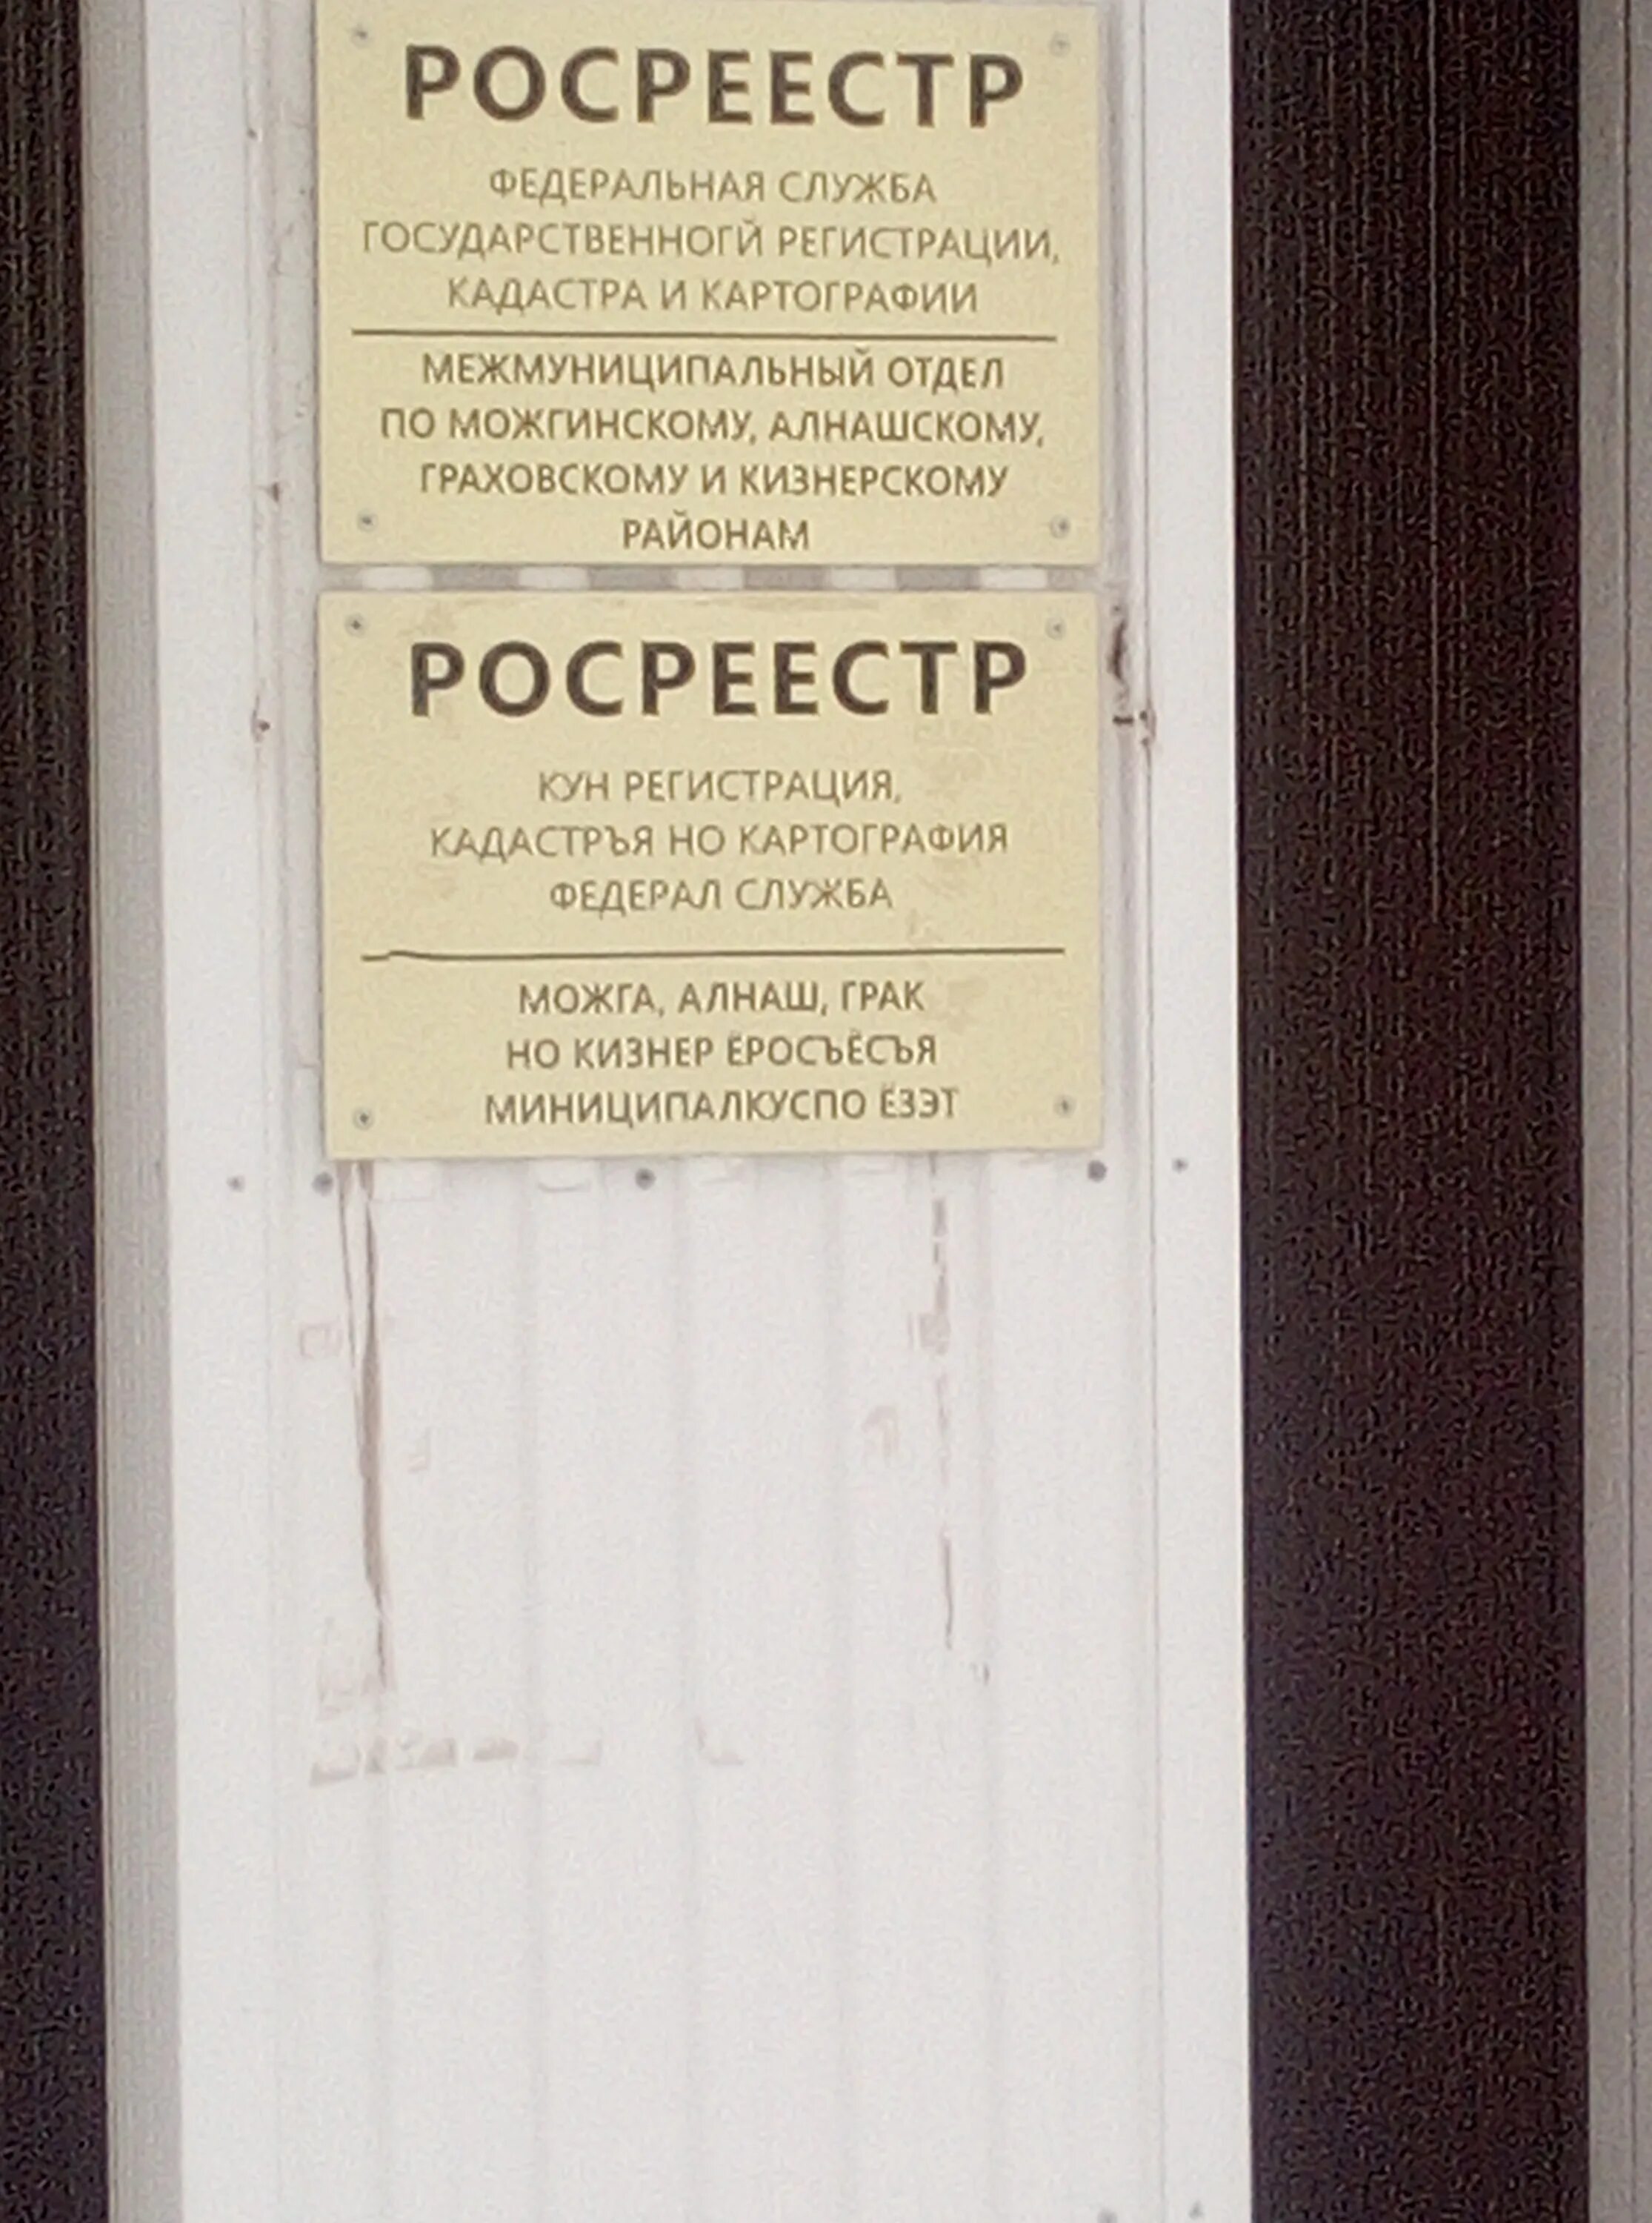 РОСРЕЕСТР
ФЕДЕРАЛЬНАЯ СЛУЖБА
ГОСУДАРСТВЕННОГЙ РЕГИСТРАЦИИ,
КАДАСТРА И КАРТОГРАФИИ
МЕЖМУНИЦИПАЛЬНЫЙ ОТДЕЛ
ПО МОЖГИНСКОМУ, АЛНАШСКОМУ,
ГРАХОВСКОМУ И КИЗНЕРСКОМУ
РАЙОНАМ
РОСРЕЕСТР
КУН РЕГИСТРАЦИЯ,
КАДАСТРЪЯ НО КАРТОГРАФИЯ
ФЕДЕРАЛ СЛУЖБА
МОЖГА, АЛНАШ, ГРАК
НО КИЗНЕР ЁРОСЪЁСЪЯ
МИНИЦИПАЛКУСПО ЁЗЭТ